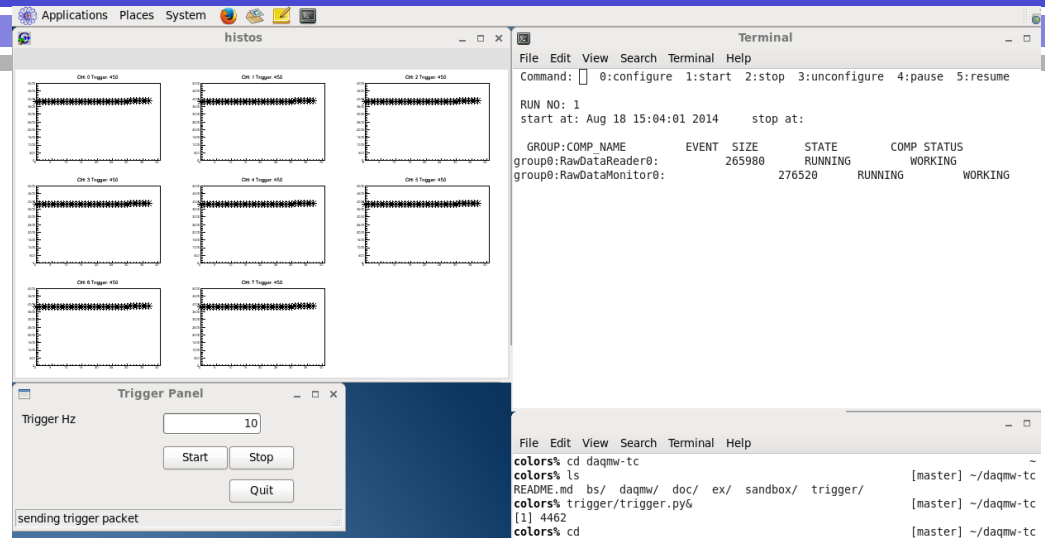 Applications Places System
histos
CH: 0 Trigger: 450
CH: 1 Trigger: 450
CH: 2 Trigger: 450
CH: 3 Trigger: 450
CH: 4 Trigger: 450
CH: 5 Trigger: 450
CH: 6 Trigger: 450
CH: 7 Trigger: 450
Trigger Panel
Trigger Hz
10
Start Stop
Quit
sending trigger packet
Terminal
File Edit View Search Terminal Help
Command: 0:configure 1:start 2:stop 3:unconfigure 4:pause 5:resume
RUN NO: 1
start at: Aug 18 15:04:01 2014 stop at:
GROUP:COMP_NAME EVENT SIZE STATE COMP STATUS
group0:RawDataReader0: 265980 RUNNING WORKING
group0:RawDataMonitor0: 276520 RUNNING WORKING
File Edit View Search Terminal Help
colors% cd daqmw-tc ~
colors% ls [master] ~/daqmw-tc
README.md bs/ daqmw/ doc/ ex/ sandbox/ trigger/
colors% trigger/trigger.py& [master] ~/daqmw-tc
[1] 4462
colors% cd [master] ~/daqmw-tc